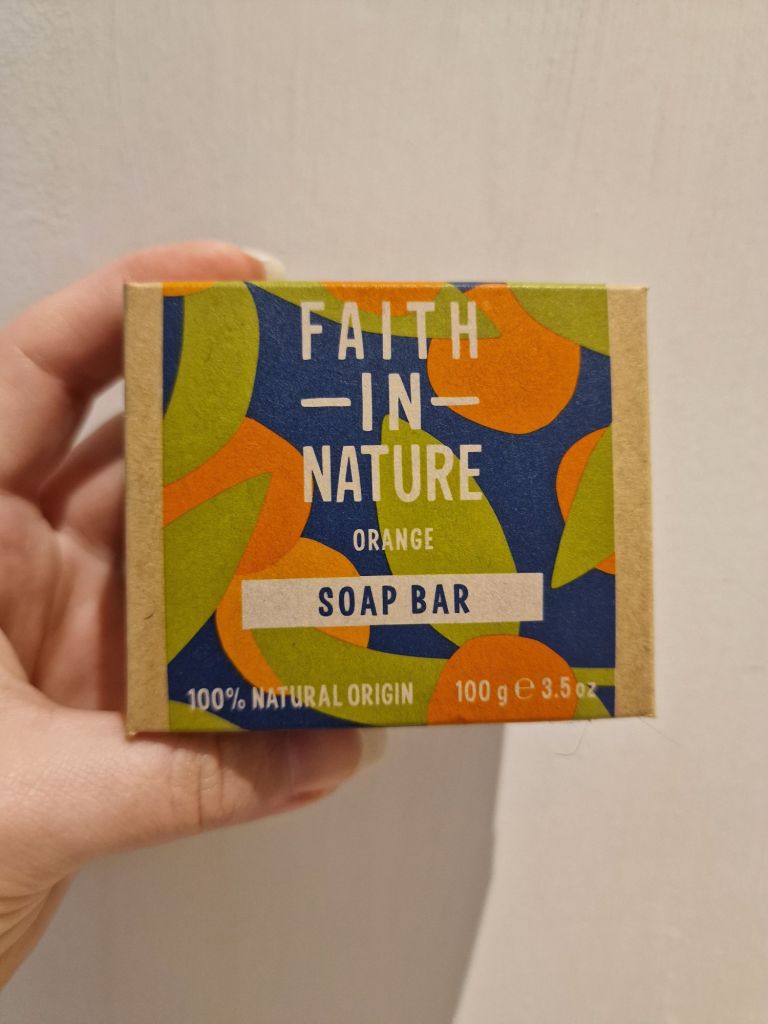 FAITH
—IN—
NATURE
ORANGE
SOAP BAR
100% NATURAL ORIGIN 100 g ℮ 3.5 oz